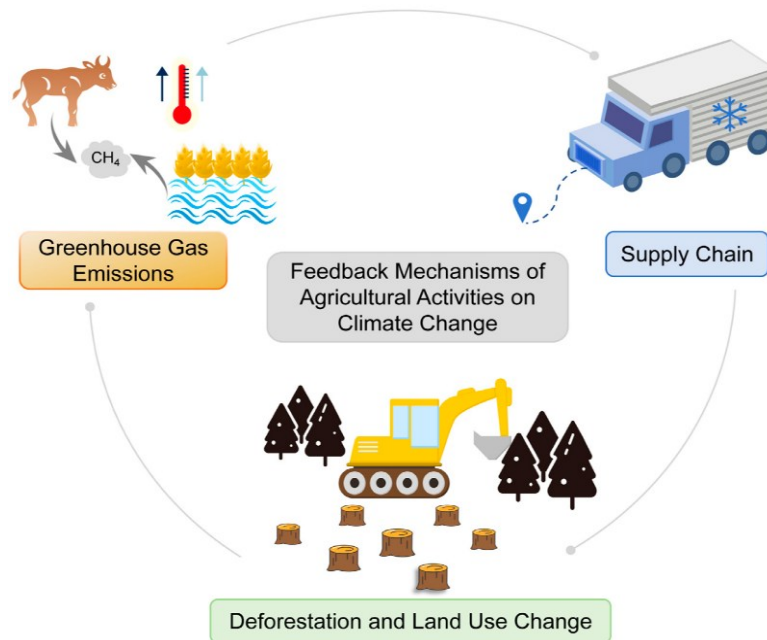 CH₄
Greenhouse Gas
Emissions
Supply Chain
Feedback Mechanisms of
Agricultural Activities on
Climate Change
Deforestation and Land Use Change